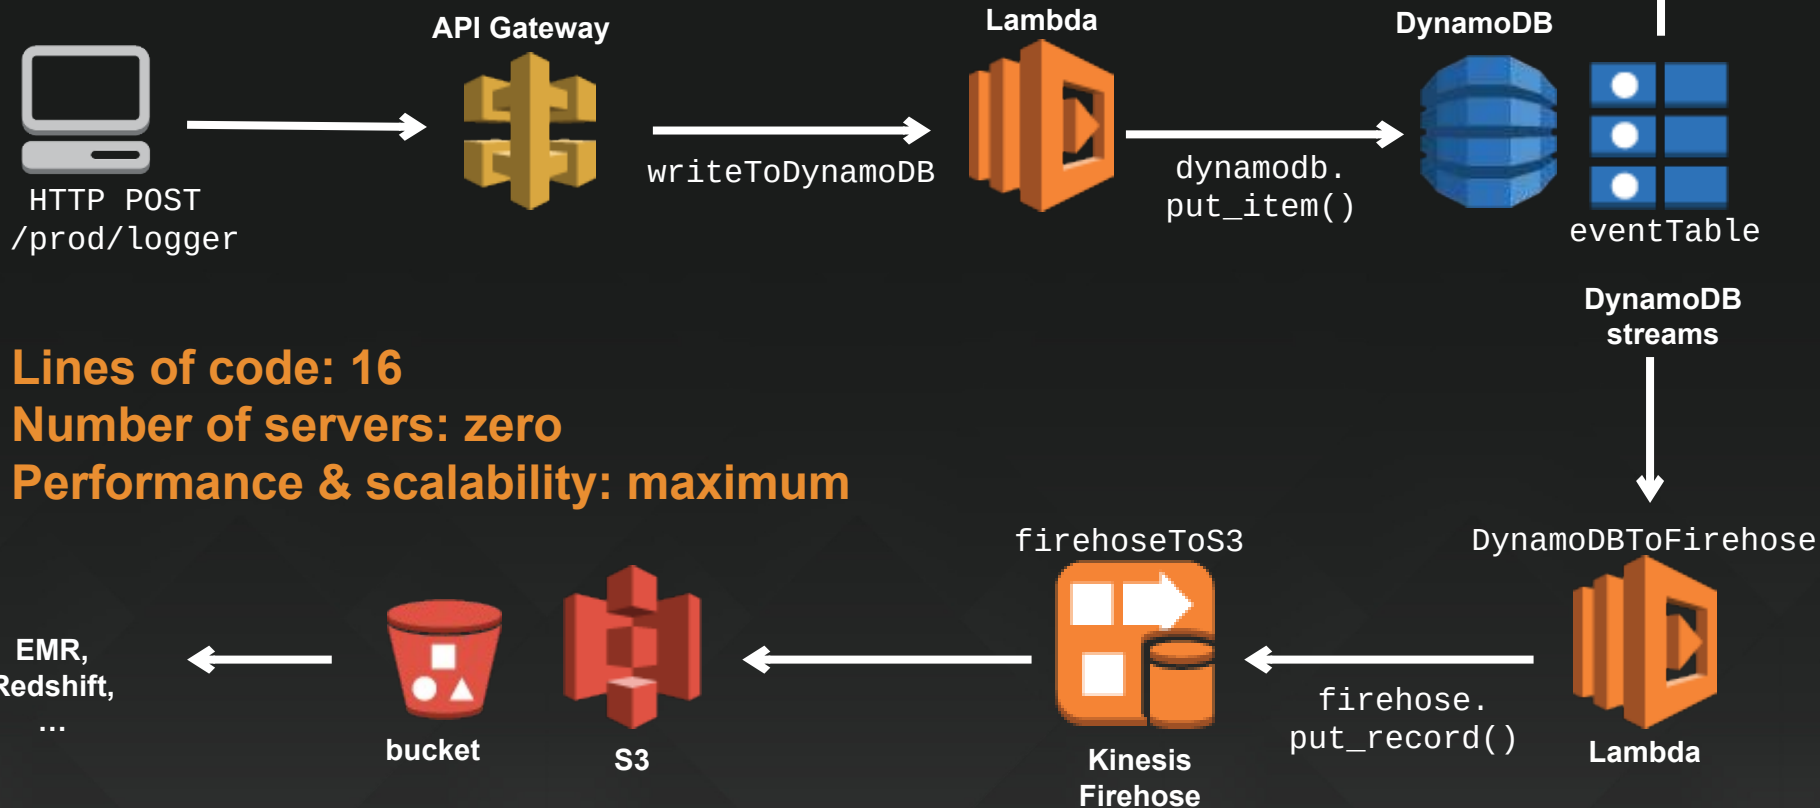 API Gateway
Lambda
DynamoDB
HTTP POST
/prod/logger
writeToDynamoDB
dynamodb.
put_item()
eventTable
DynamoDB
streams
Lines of code: 16
Number of servers: zero
Performance & scalability: maximum
firehoseToS3
DynamoDBToFirehose
EMR,
Redshift,
...
bucket
S3
Kinesis
Firehose
firehose.
put_record()
Lambda